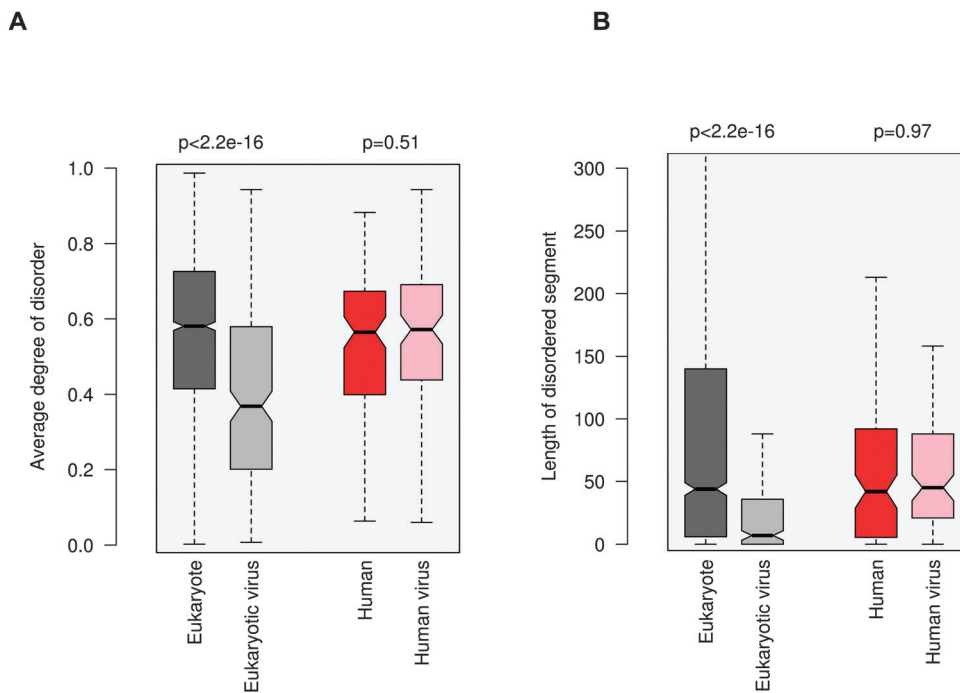 A
p<2.2e-16
p=0.51
Average degree of disorder
1.0
0.8
0.6
0.4
0.2
0.0
Eukaryote
Eukaryotic virus
Human
Human virus
B
p<2.2e-16
p=0.97
Length of disordered segment
300
250
200
150
100
50
0
Eukaryote
Eukaryotic virus
Human
Human virus